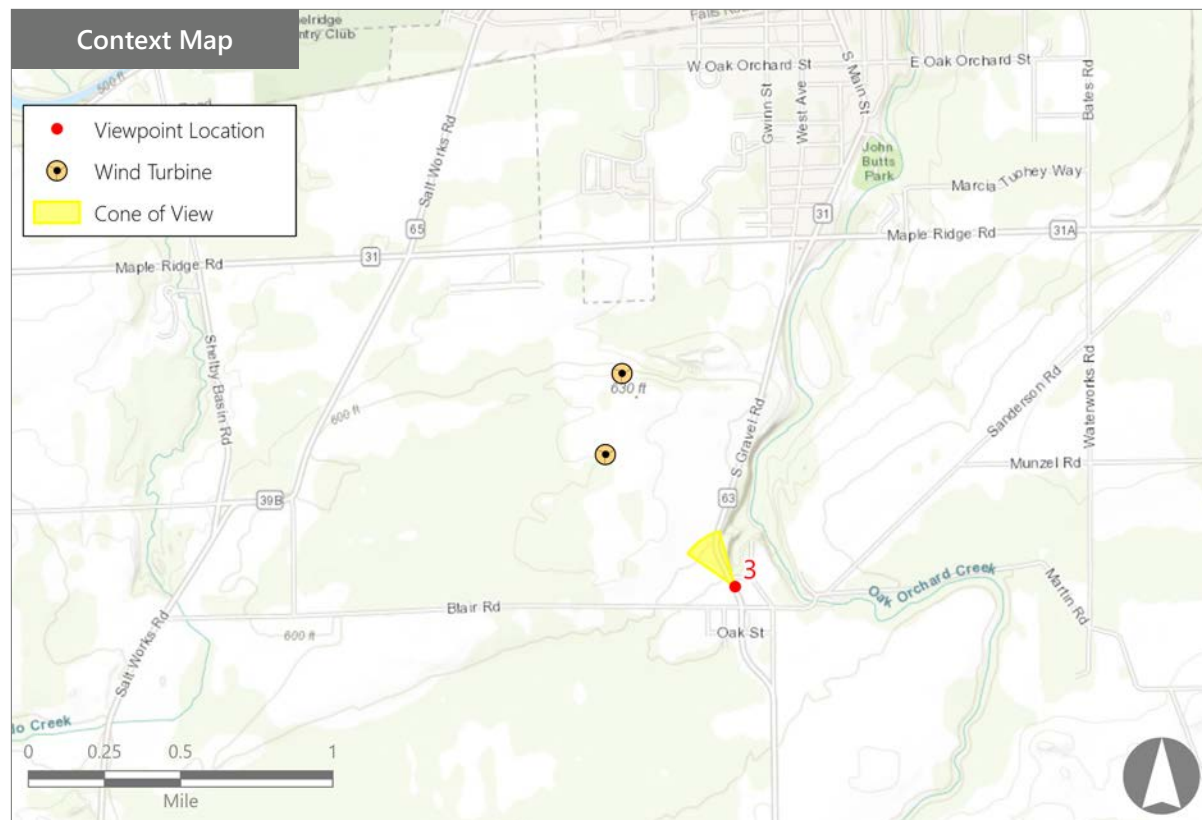 Context Map
Viewpoint Location
Wind Turbine
Cone of View
Country Club
W Oak Orchard St
E Oak Orchard St
S Main St
Gwinn St
West Ave
Bates Rd
500 ft
Salt Works Rd
John
Butts
Park
Marcia Tuohey Way
65
31
31
31A
Maple Ridge Rd
Maple Ridge Rd
Shelby Basin Rd
630 ft
600 ft
S Gravel Rd
Sanderson Rd
Waterworks Rd
Munzel Rd
39B
63
3
Oak Orchard Creek
Martin Rd
Blair Rd
Oak St
600 ft
Salt Works Rd
Creek
0 0.25 0.5 1
Mile